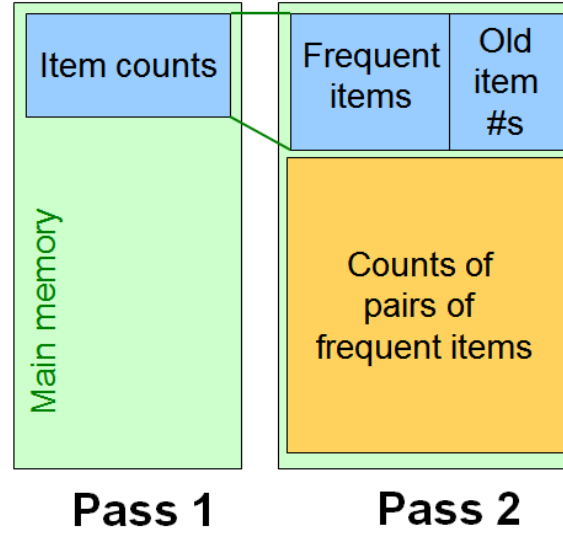 Item counts
Main memory
Pass 1
Frequent
items
Old
item
#s
Counts of
pairs of
frequent items
Pass 2